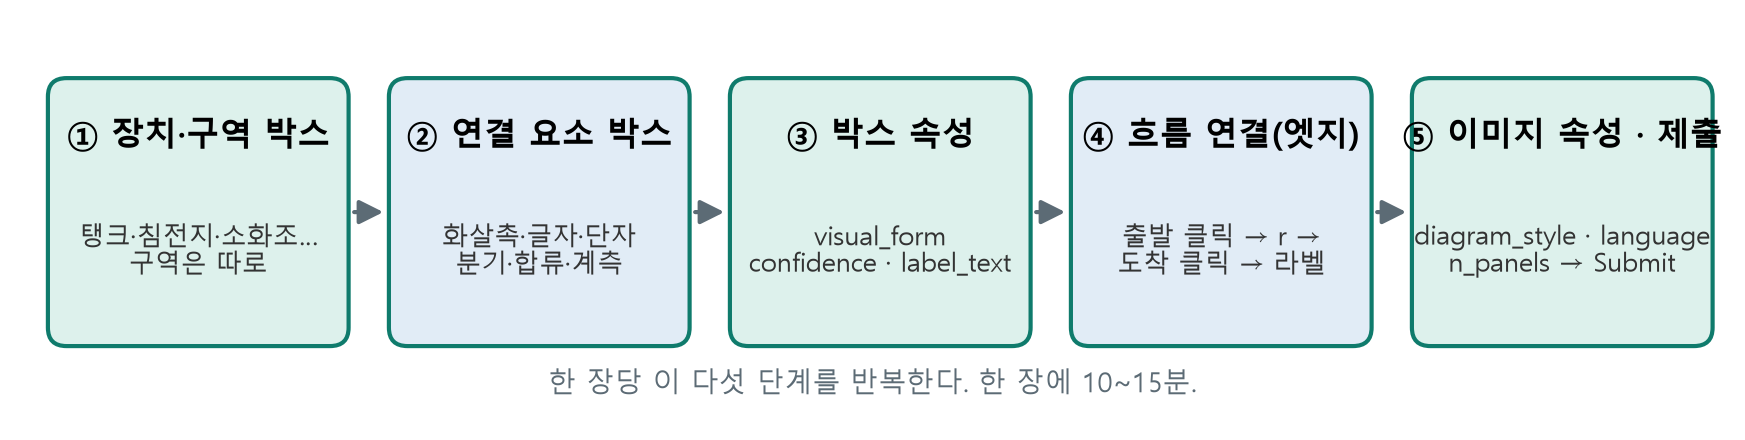 ① 장치·구역 박스
탱크·침전지·소화조...
구역은 따로
② 연결 요소 박스
화살촉·글자·단자
분기·합류·계측
③ 박스 속성
visual_form
confidence · label_text
④ 흐름 연결(엣지)
출발 클릭 → r →
도착 클릭 → 라벨
⑤ 이미지 속성 · 제출
diagram_style · language
n_panels → Submit
한 장당 이 다섯 단계를 반복한다. 한 장에 10~15분.